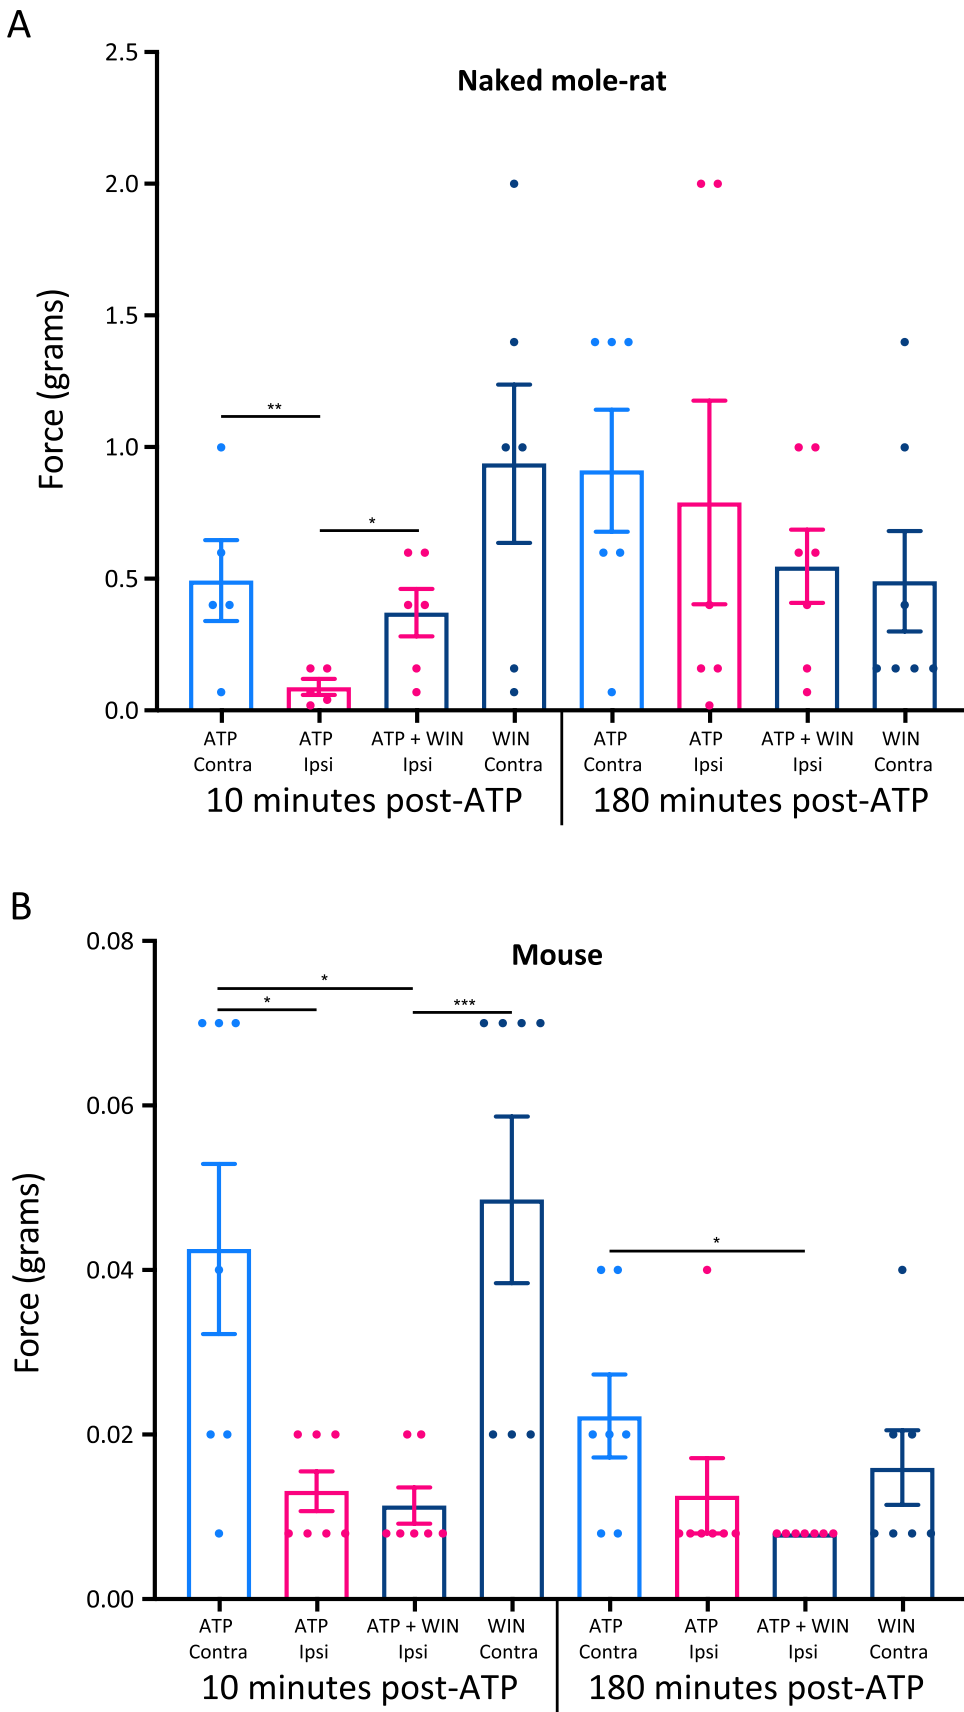 A
Naked mole-rat
Force (grams)
2.5
2.0
1.5
1.0
0.5
0.0
**
*
ATP Contra
ATP Ipsi
ATP + WIN Ipsi
WIN Contra
ATP Contra
ATP Ipsi
ATP + WIN Ipsi
WIN Contra
10 minutes post-ATP
180 minutes post-ATP
B
Mouse
Force (grams)
0.08
0.06
0.04
0.02
0.00
*
*
***
*
ATP Contra
ATP Ipsi
ATP + WIN Ipsi
WIN Contra
ATP Contra
ATP Ipsi
ATP + WIN Ipsi
WIN Contra
10 minutes post-ATP
180 minutes post-ATP